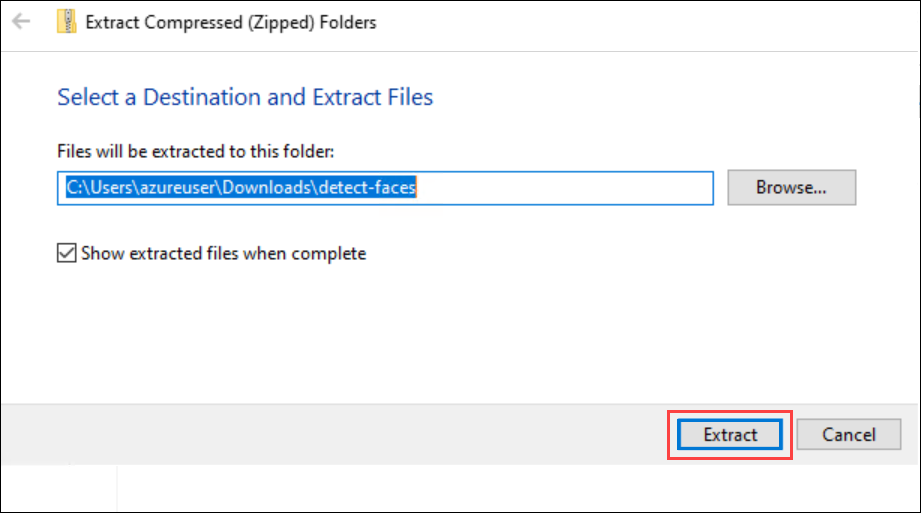 Extract Compressed (Zipped) Folders
Select a Destination and Extract Files
Files will be extracted to this folder:
C:\Users\azureuser\Downloads\detect-faces
Browse...
Show extracted files when complete
Extract
Cancel